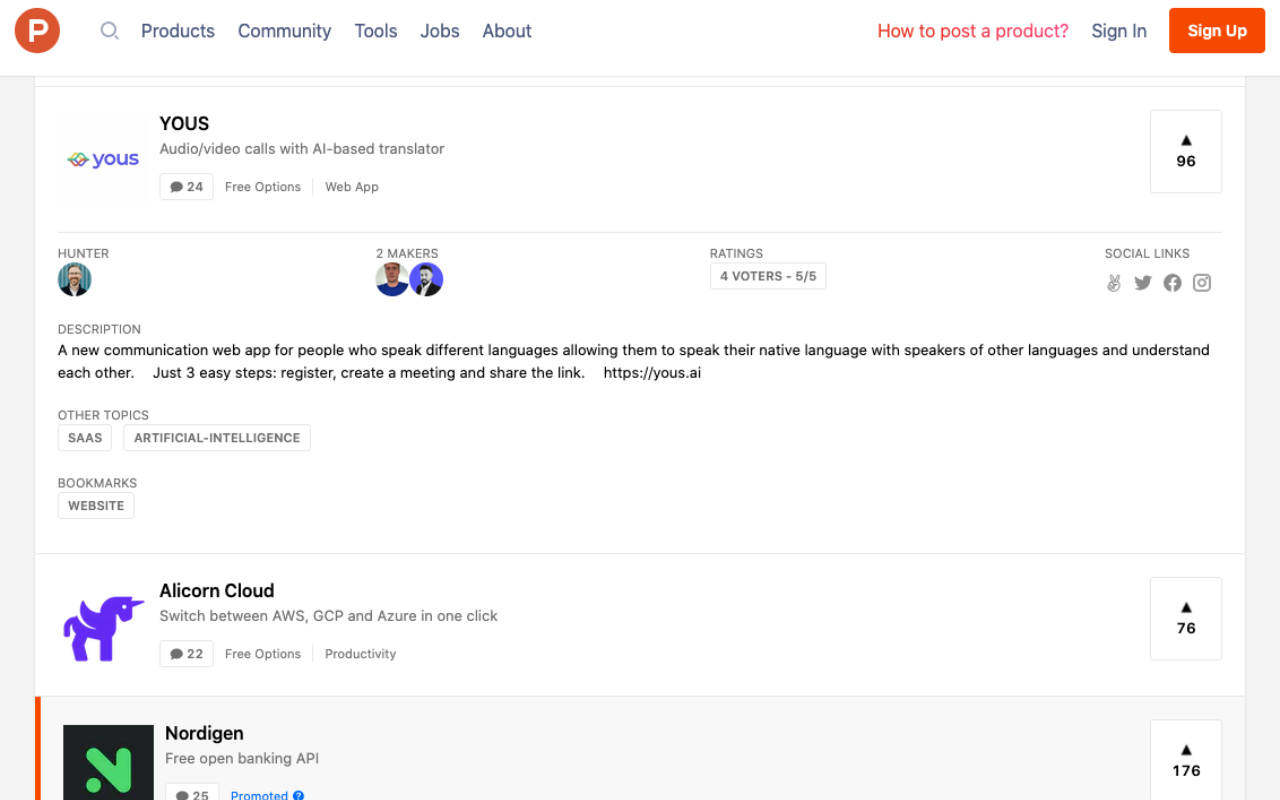 P Products Community Tools Jobs About How to post a product? Sign In Sign Up
YOUS
yous
Audio/video calls with AI-based translator
24 Free Options Web App
96
HUNTER 2 MAKERS RATINGS SOCIAL LINKS
4 VOTERS - 5/5
DESCRIPTION
A new communication web app for people who speak different languages allowing them to speak their native language with speakers of other languages and understand
each other. Just 3 easy steps: register, create a meeting and share the link. https://yous.ai
OTHER TOPICS
SAAS ARTIFICIAL-INTELLIGENCE
BOOKMARKS
WEBSITE
Alicorn Cloud
Switch between AWS, GCP and Azure in one click
22 Free Options Productivity
76
Nordigen
Free open banking API
25 Promoted ?
176